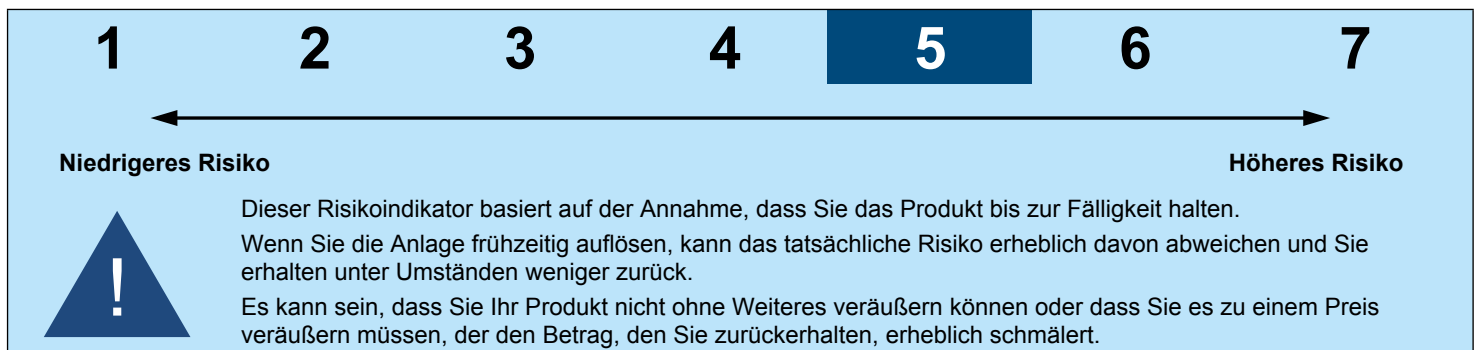 1 2 3 4 5 6 7
Niedrigeres Risiko Höheres Risiko
Dieser Risikoindikator basiert auf der Annahme, dass Sie das Produkt bis zur Fälligkeit halten.
Wenn Sie die Anlage frühzeitig auflösen, kann das tatsächliche Risiko erheblich davon abweichen und Sie
erhalten unter Umständen weniger zurück.
Es kann sein, dass Sie Ihr Produkt nicht ohne Weiteres veräußern können oder dass Sie es zu einem Preis
veräußern müssen, der den Betrag, den Sie zurückerhalten, erheblich schmälert.
!